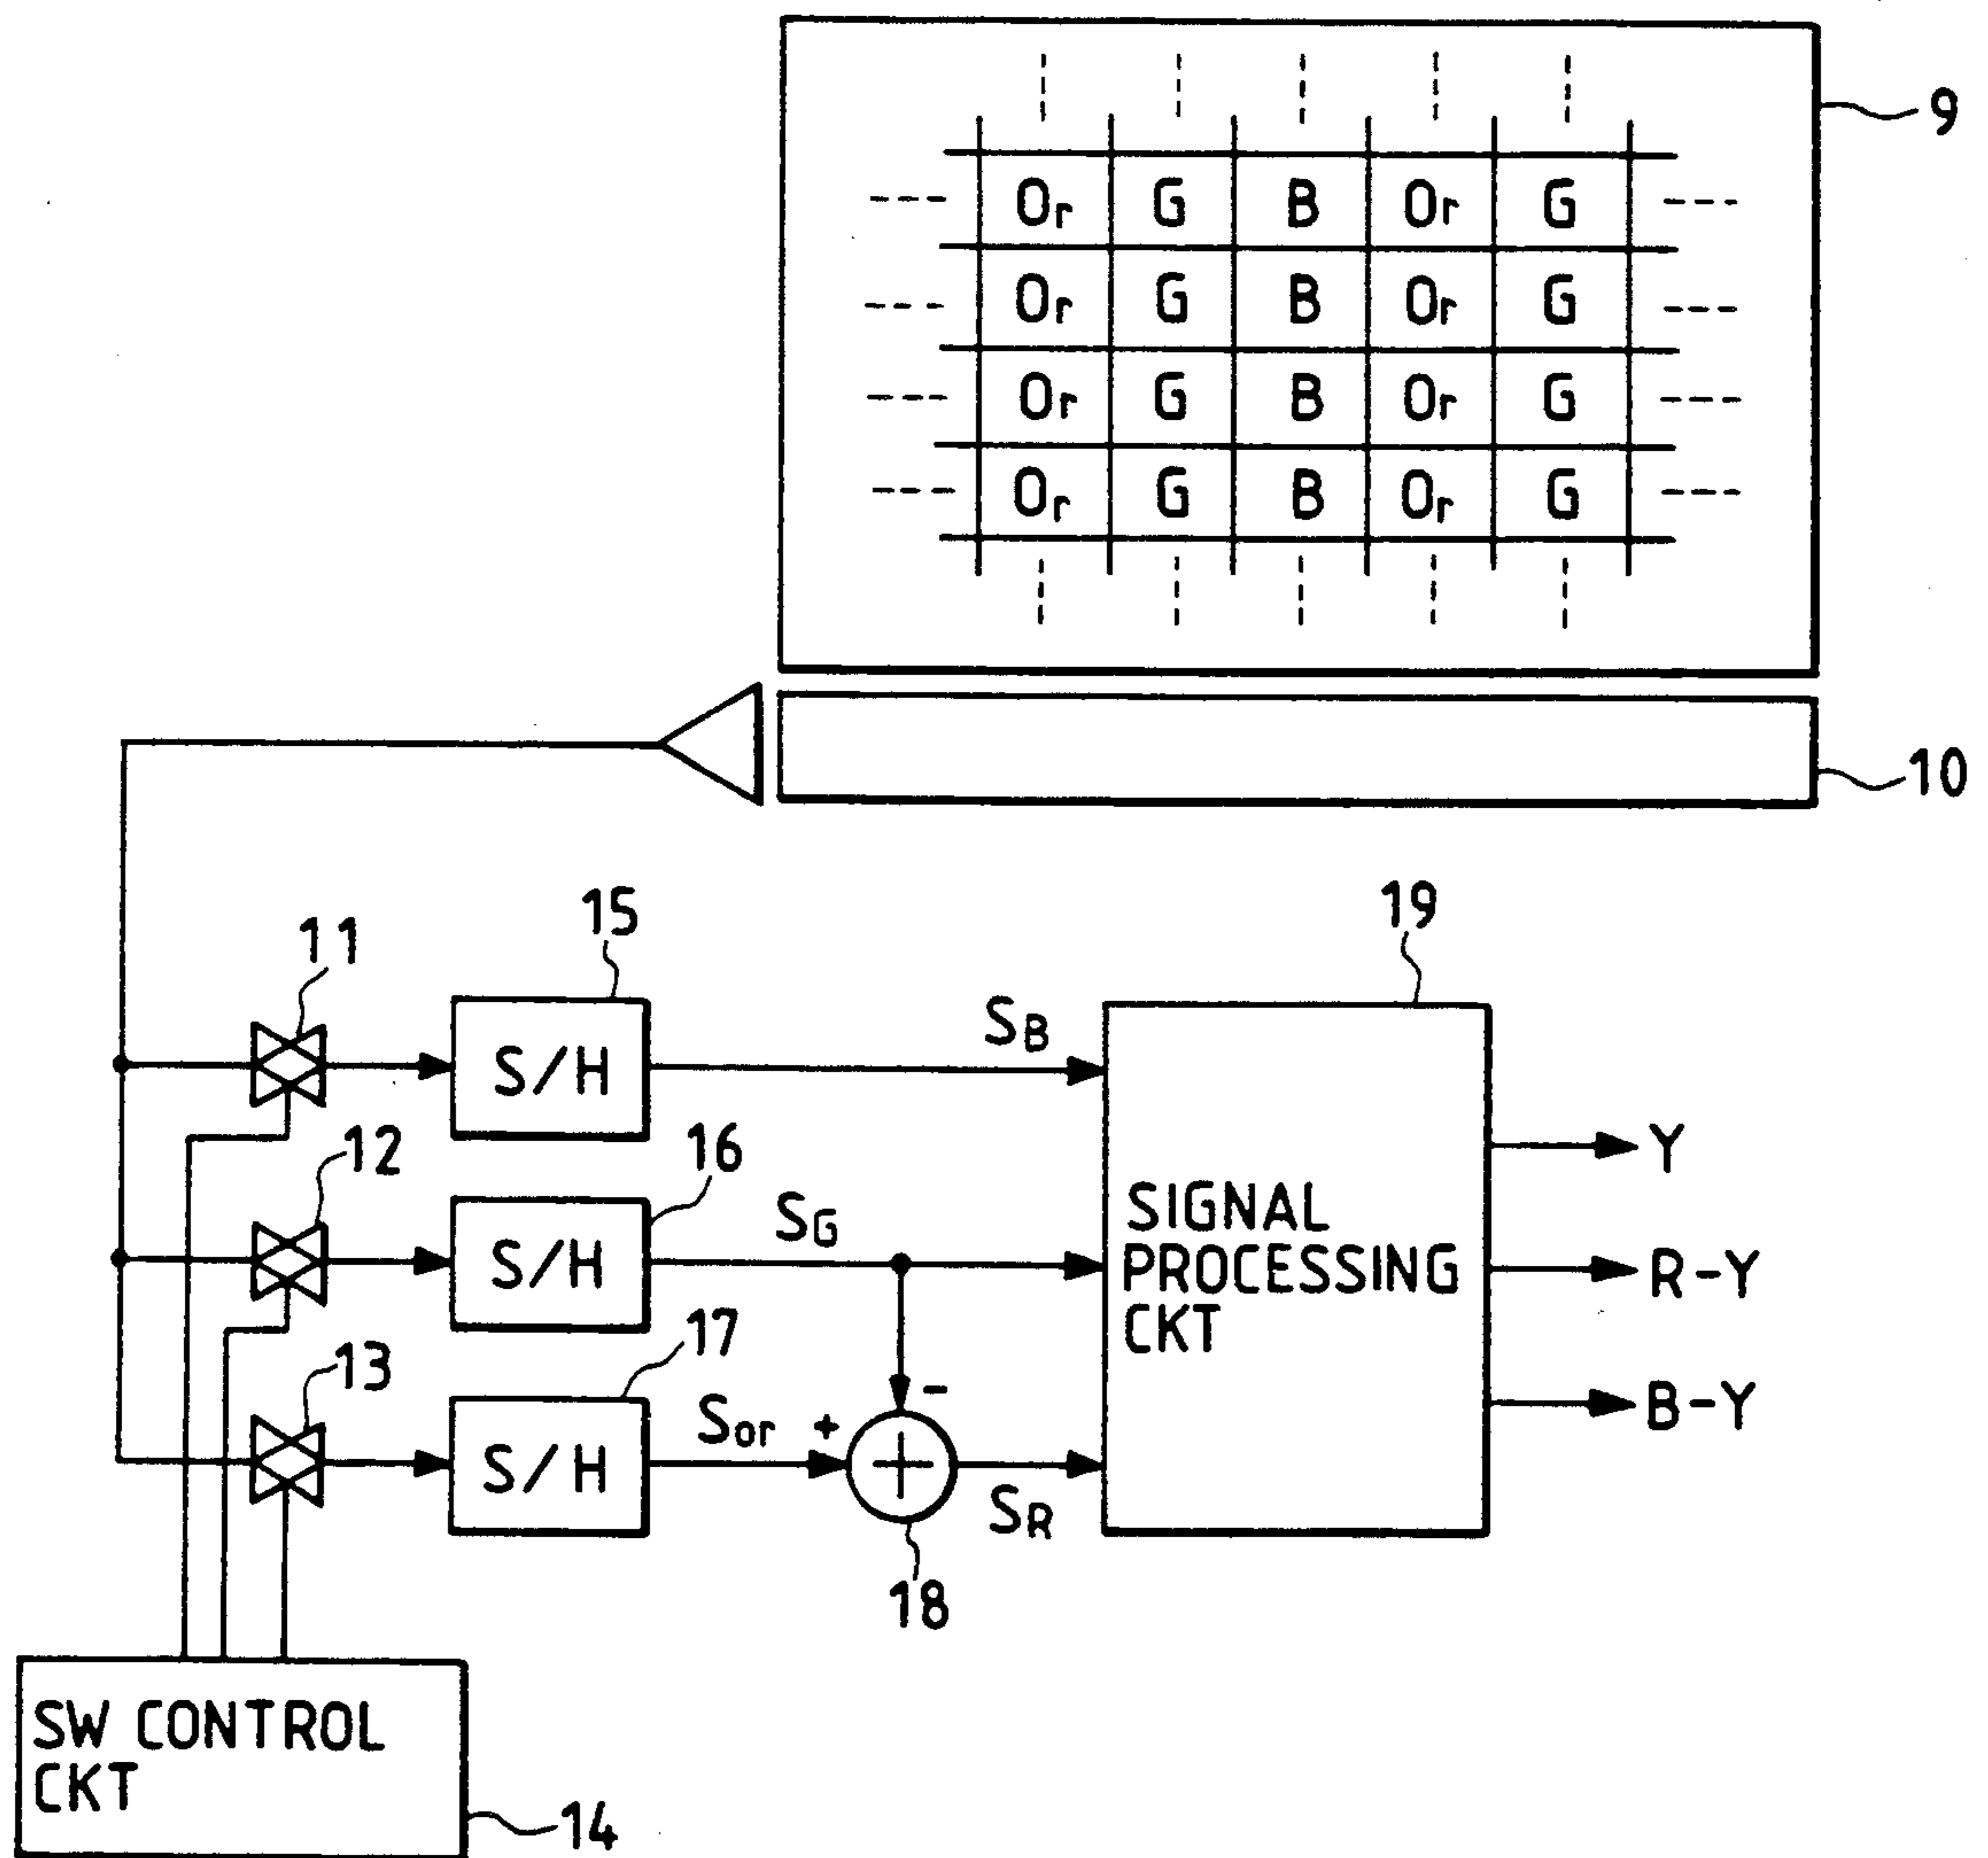 9
Or G B Or G
Or G B Or G
Or G B Or G
Or G B Or G
10
11
15
19
S/H
SB
12
16
Y
S/H
SG
SIGNAL
PROCESSING
CKT
R-Y
13
17
-
B-Y
S/H
Sor +
SR
18
SW CONTROL
CKT
14